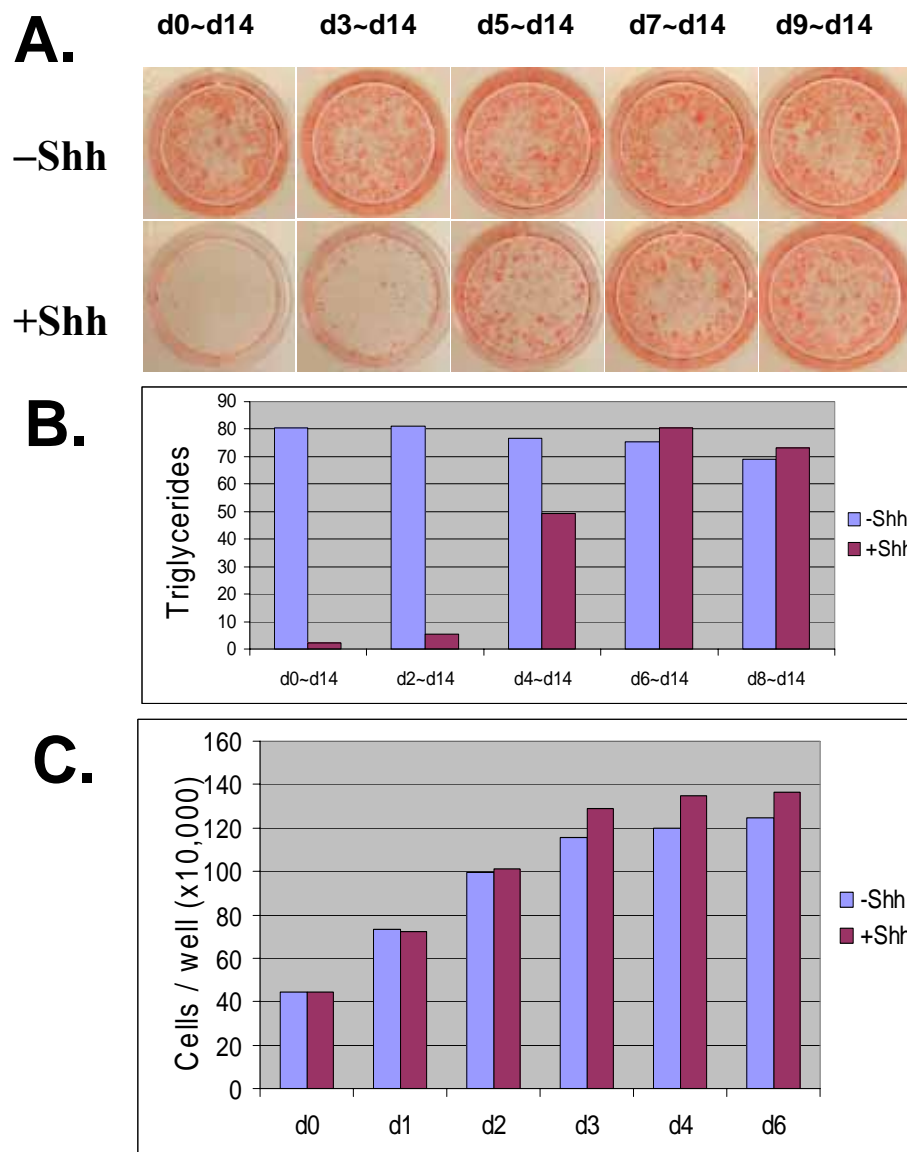 A.
d0~d14 d3~d14 d5~d14 d7~d14 d9~d14
–Shh
+Shh
B.
Triglycerides
90
80
70
60
50
40
30
20
10
0
d0~d14 d2~d14 d4~d14 d6~d14 d8~d14
-Shh
+Shh
C.
Cells / well (x10,000)
160
140
120
100
80
60
40
20
0
d0 d1 d2 d3 d4 d6
-Shh
+Shh